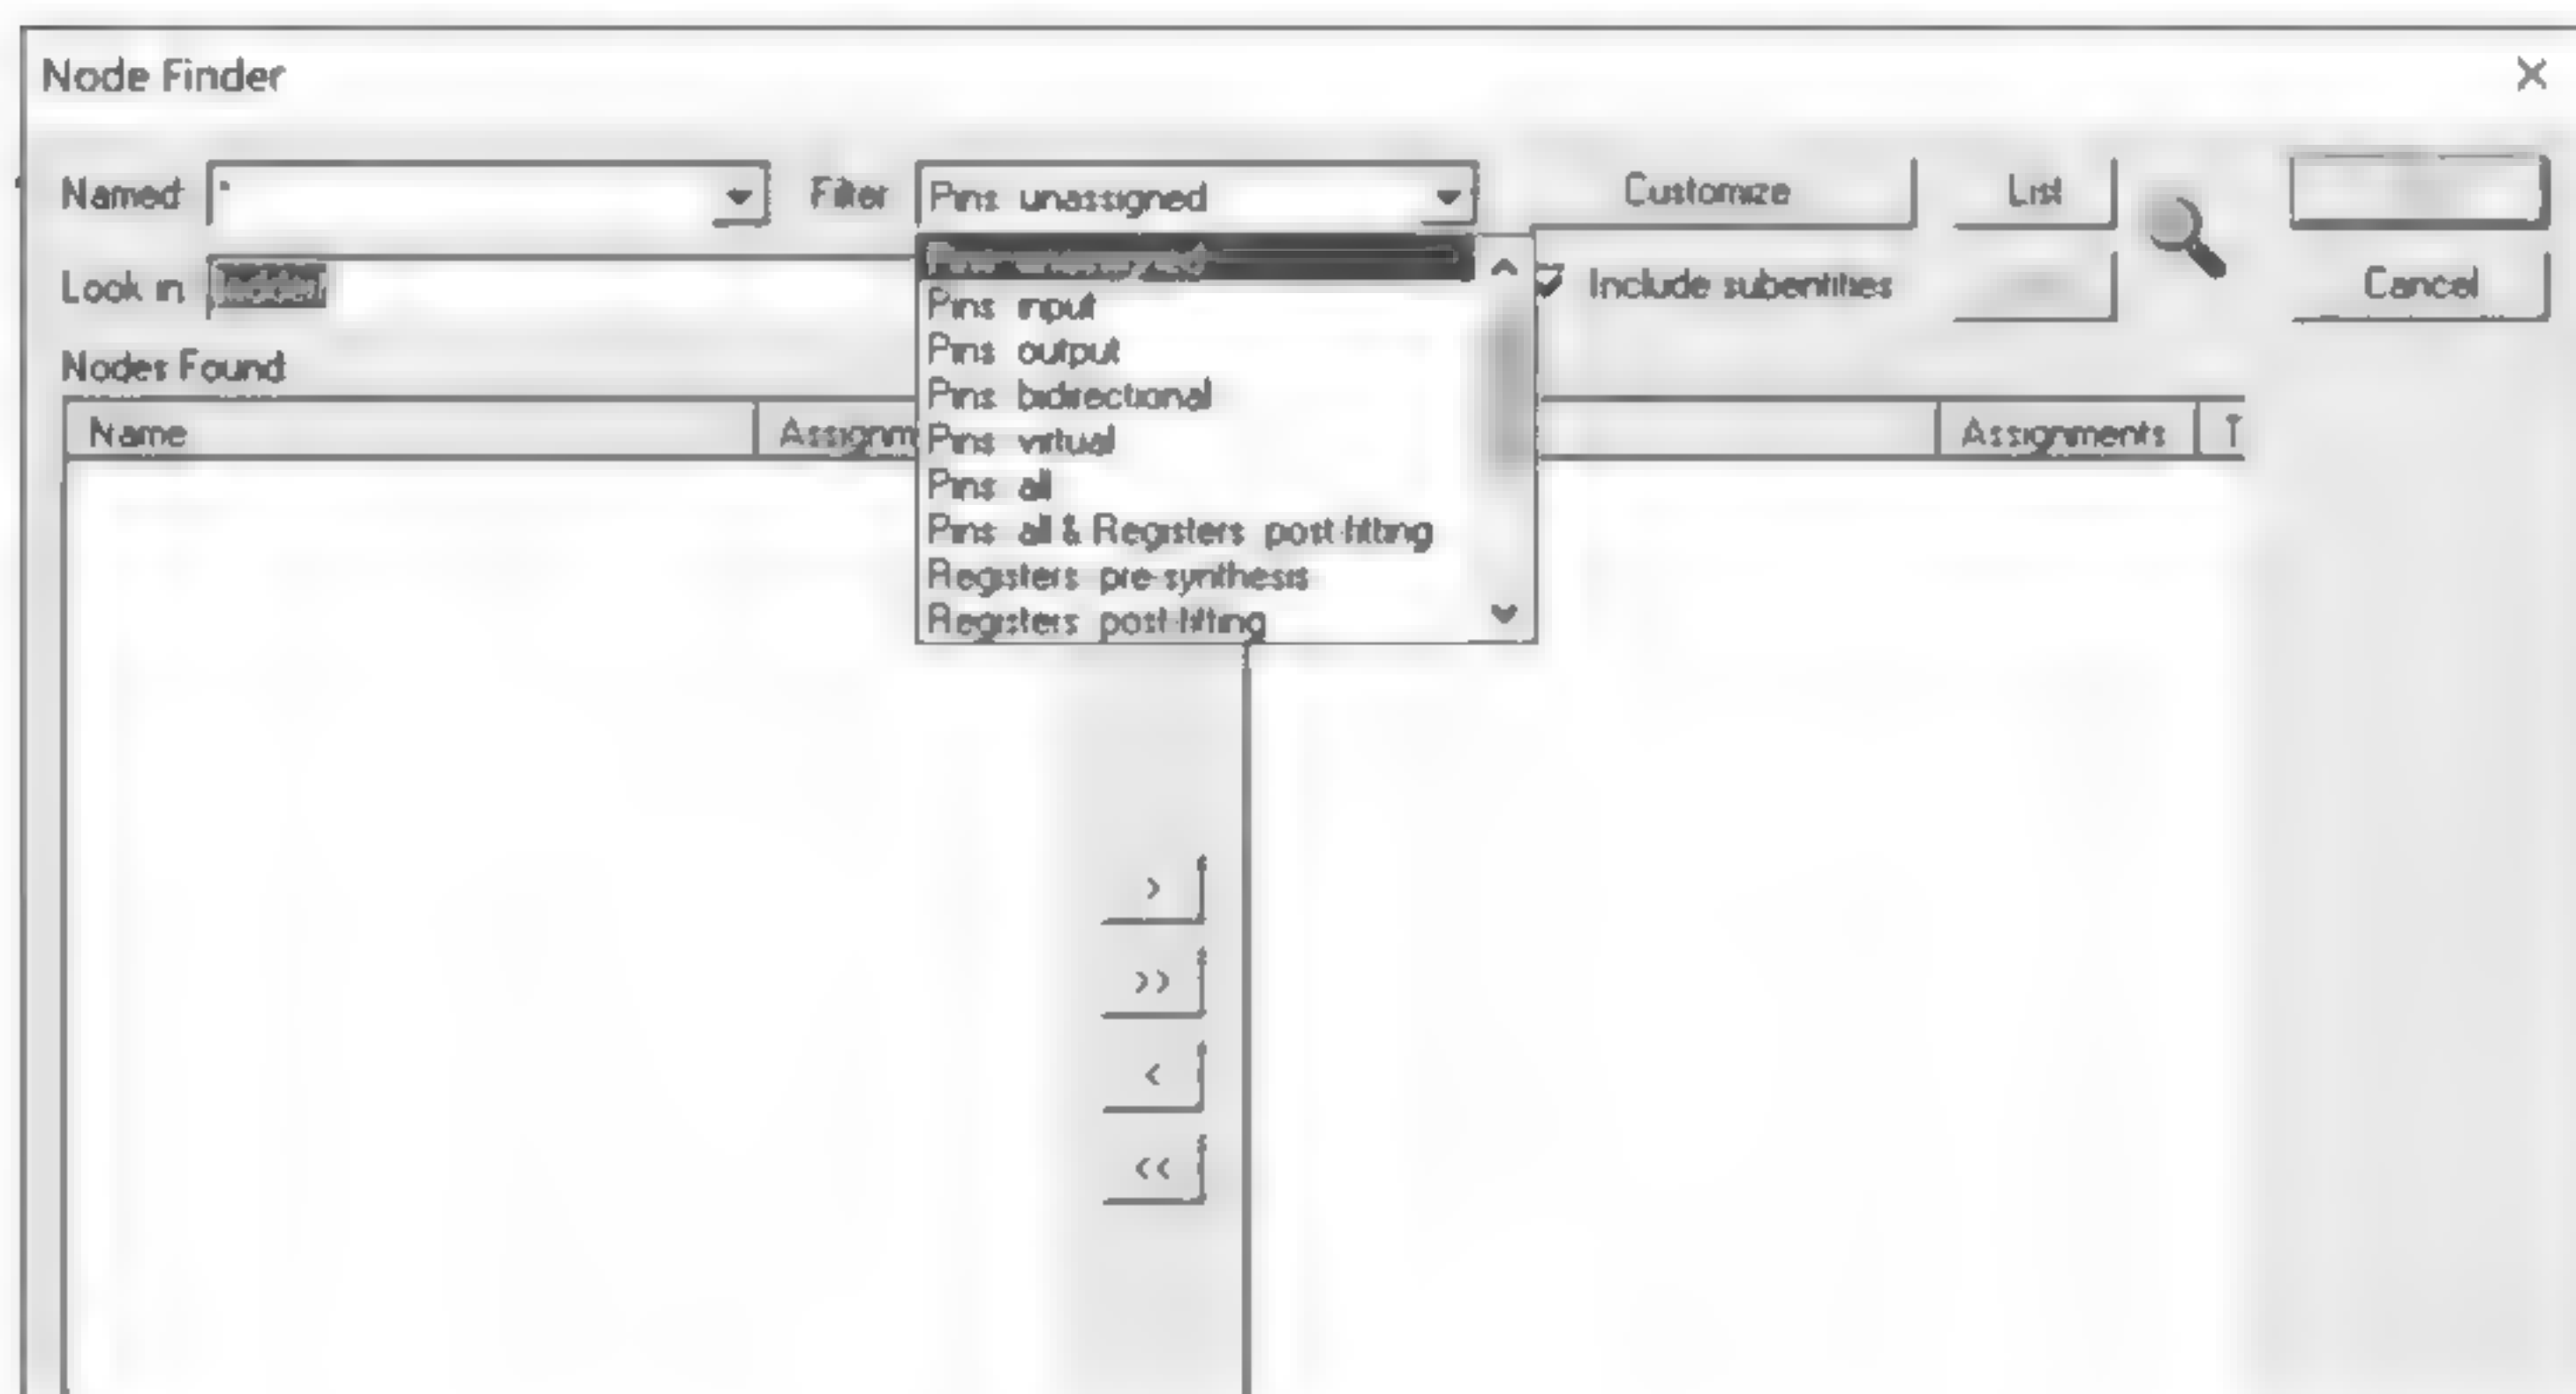 Node Finder
Named * Filter Pins unassigned Customize List
Look in Include subentities Cancel
Pins input
Pins output
Pins bidirectional
Pins virtual
Pins all
Pins all & Registers post-fitting
Registers pre-synthesis
Registers post-fitting
Nodes Found
Name Assignm Assignments T
>
>>
<
<<